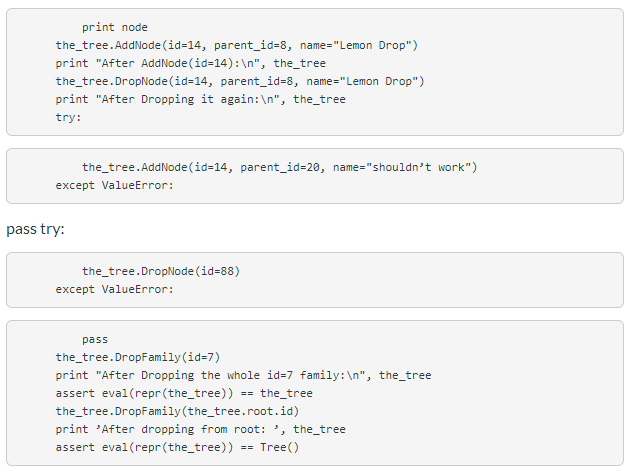 print node
the_tree.AddNode(id=14, parent_id=8, name="Lemon Drop")
print "After AddNode(id=14):\n", the_tree
the_tree.DropNode(id=14, parent_id=8, name="Lemon Drop")
print "After Dropping it again:\n", the_tree
try:
the_tree.AddNode(id=14, parent_id=20, name="shouldn’t work")
except ValueError:
pass try:
the_tree.DropNode(id=88)
except ValueError:
pass
the_tree.DropFamily(id=7)
print "After Dropping the whole id=7 family:\n", the_tree
assert eval(repr(the_tree)) == the_tree
the_tree.DropFamily(the_tree.root.id)
print ’After dropping from root: ’, the_tree
assert eval(repr(the_tree)) == Tree()